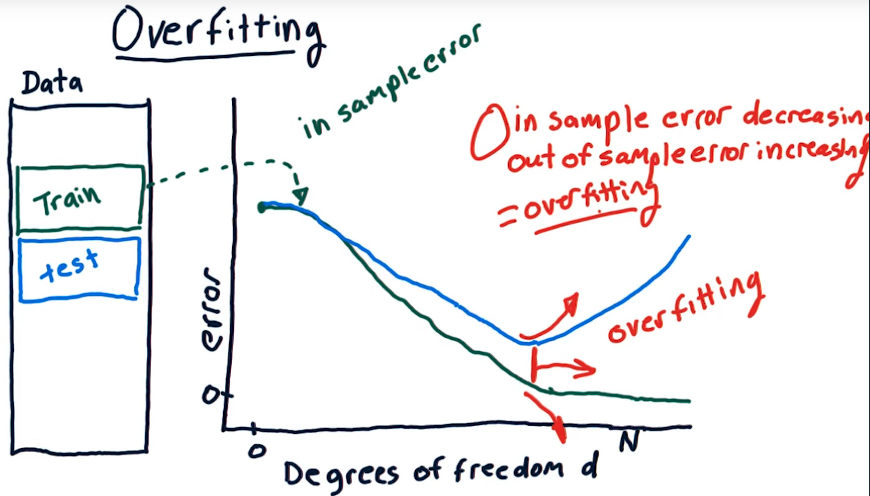 Overfitting
Data
Train
test
in sample error
in sample error decreasing
out of sample error increasing
= overfitting
overfitting
error
0
0
N
Degrees of freedom d